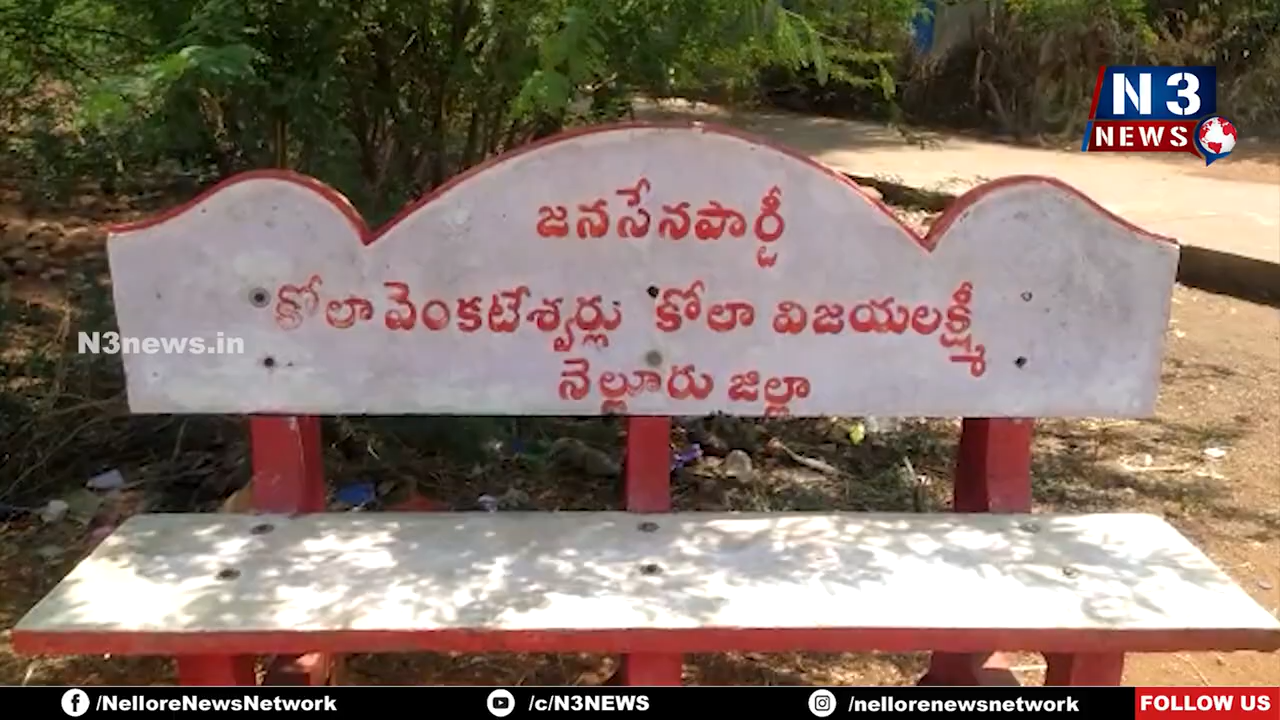 N3
NEWS
జనసేనపార్టీ
కోలా వెంకటేశ్వర్లు కోలా విజయలక్ష్మీ
నెల్లూరు జిల్లా
N3news.in
/NelloreNewsNetwork
/c/N3NEWS
/nellorenewsnetwork
FOLLOW US